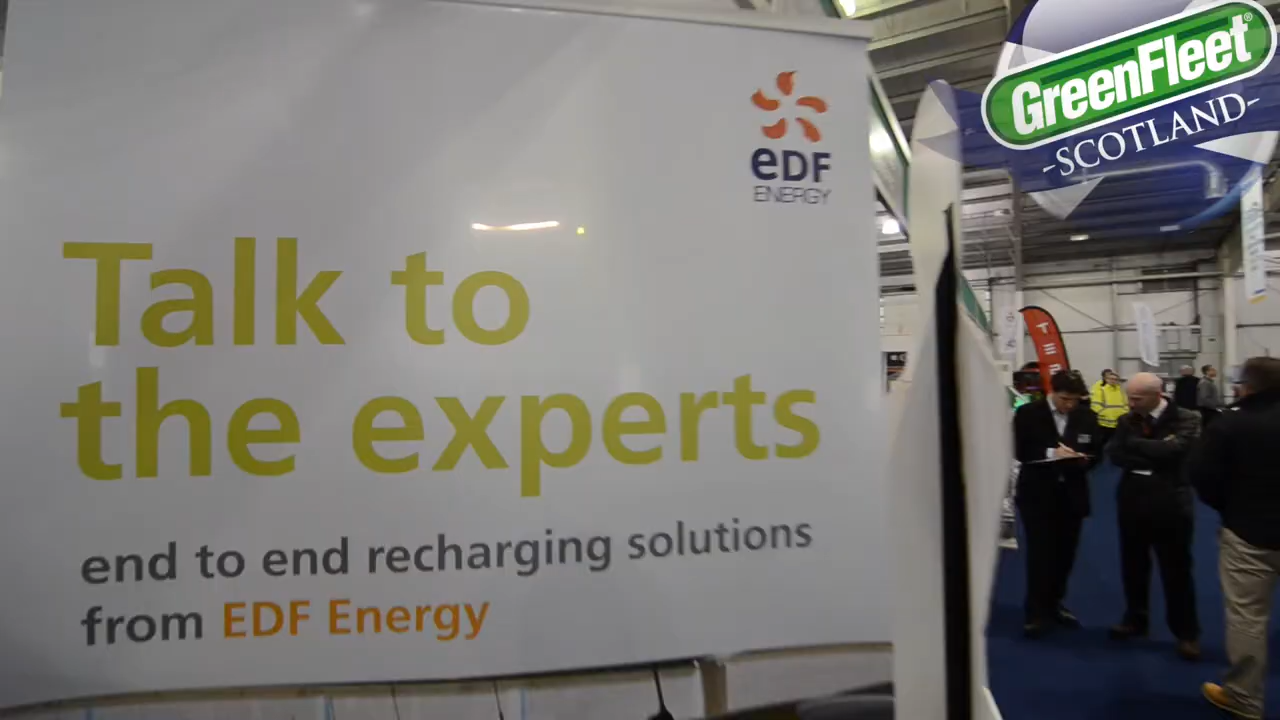 GreenFleet®
-SCOTLAND-
eDF
ENERGY
Talk to
the experts
end to end recharging solutions
from EDF Energy